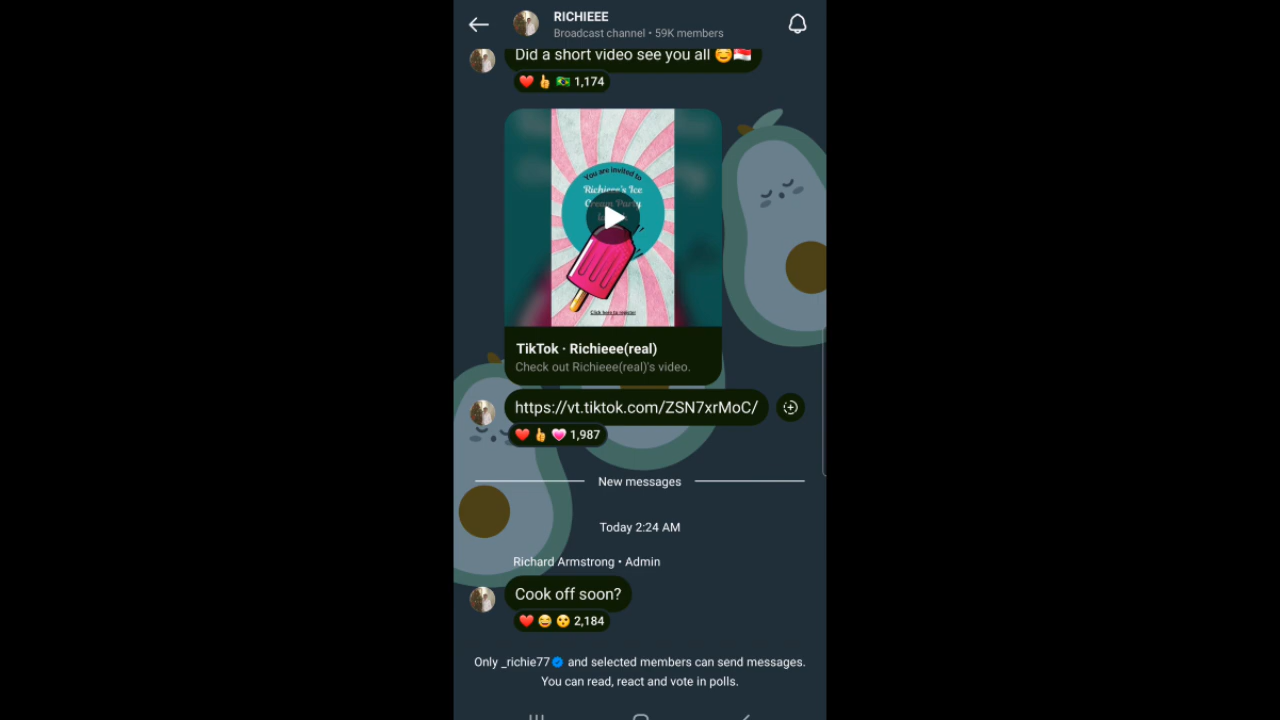 RICHIEEE
Broadcast channel • 59K members
Did a short video see you all ☺️🇮🇩
❤️👍🇧🇷 1,174
You are invited to
Richieee's Ice
Cream Party
Click here to register
TikTok · Richieee(real)
Check out Richieee(real)'s video.
https://vt.tiktok.com/ZSN7xrMoC/
❤️👍💗 1,987
New messages
Today 2:24 AM
Richard Armstrong • Admin
Cook off soon?
❤️😂😮 2,184
Only _richie77 and selected members can send messages.
You can read, react and vote in polls.